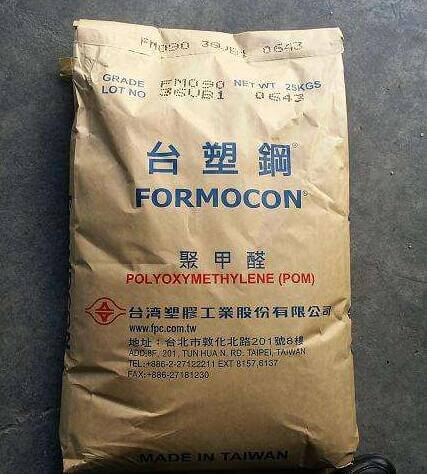 FM090 36VB1 0643
GRADE FM090 NET WT 25KGS
LOT NO 36VB1 0643
台塑鋼®
FORMOCON®
聚甲醛
POLYOXYMETHYLENE (POM)
台湾塑膠工業股份有限公司
www.fpc.com.tw
地址：台北市敦化北路201號8樓
ADD:8F, 201, TUN HUA N. RD. TAIPEI, TAIWAN
TEL:+886-2-27122211 EXT 8157,6137
FAX:+886-27181230
MADE IN TAIWAN